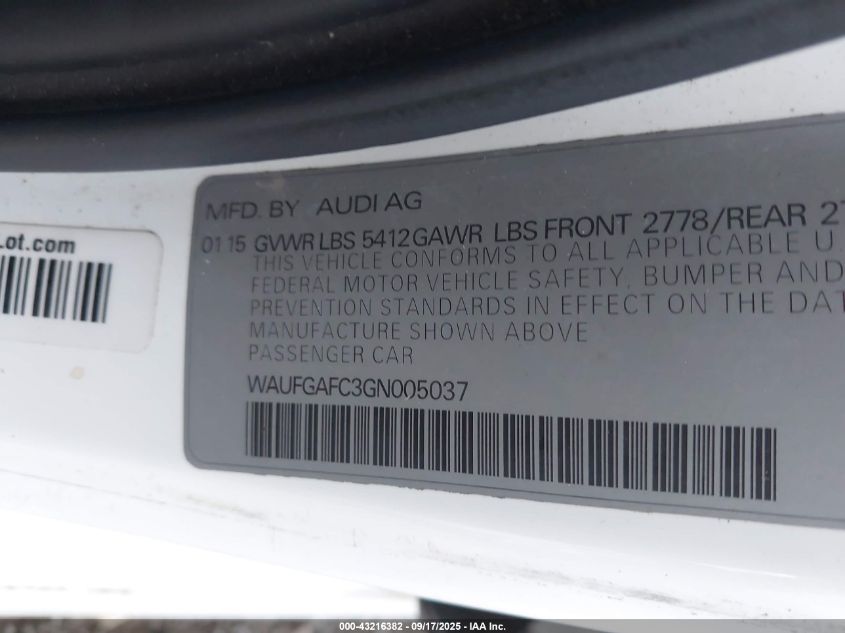 MFD. BY AUDI AG
01 15 GVWR LBS 5412 GAWR LBS FRONT 2778/REAR
THIS VEHICLE CONFORMS TO ALL APPLICABLE U
FEDERAL MOTOR VEHICLE SAFETY, BUMPER AND
PREVENTION STANDARDS IN EFFECT ON THE DAT
MANUFACTURE SHOWN ABOVE
PASSENGER CAR
WAUFGAFC3GN005037
Lot.com
000-43216382 - 09/17/2025 - IAA Inc.